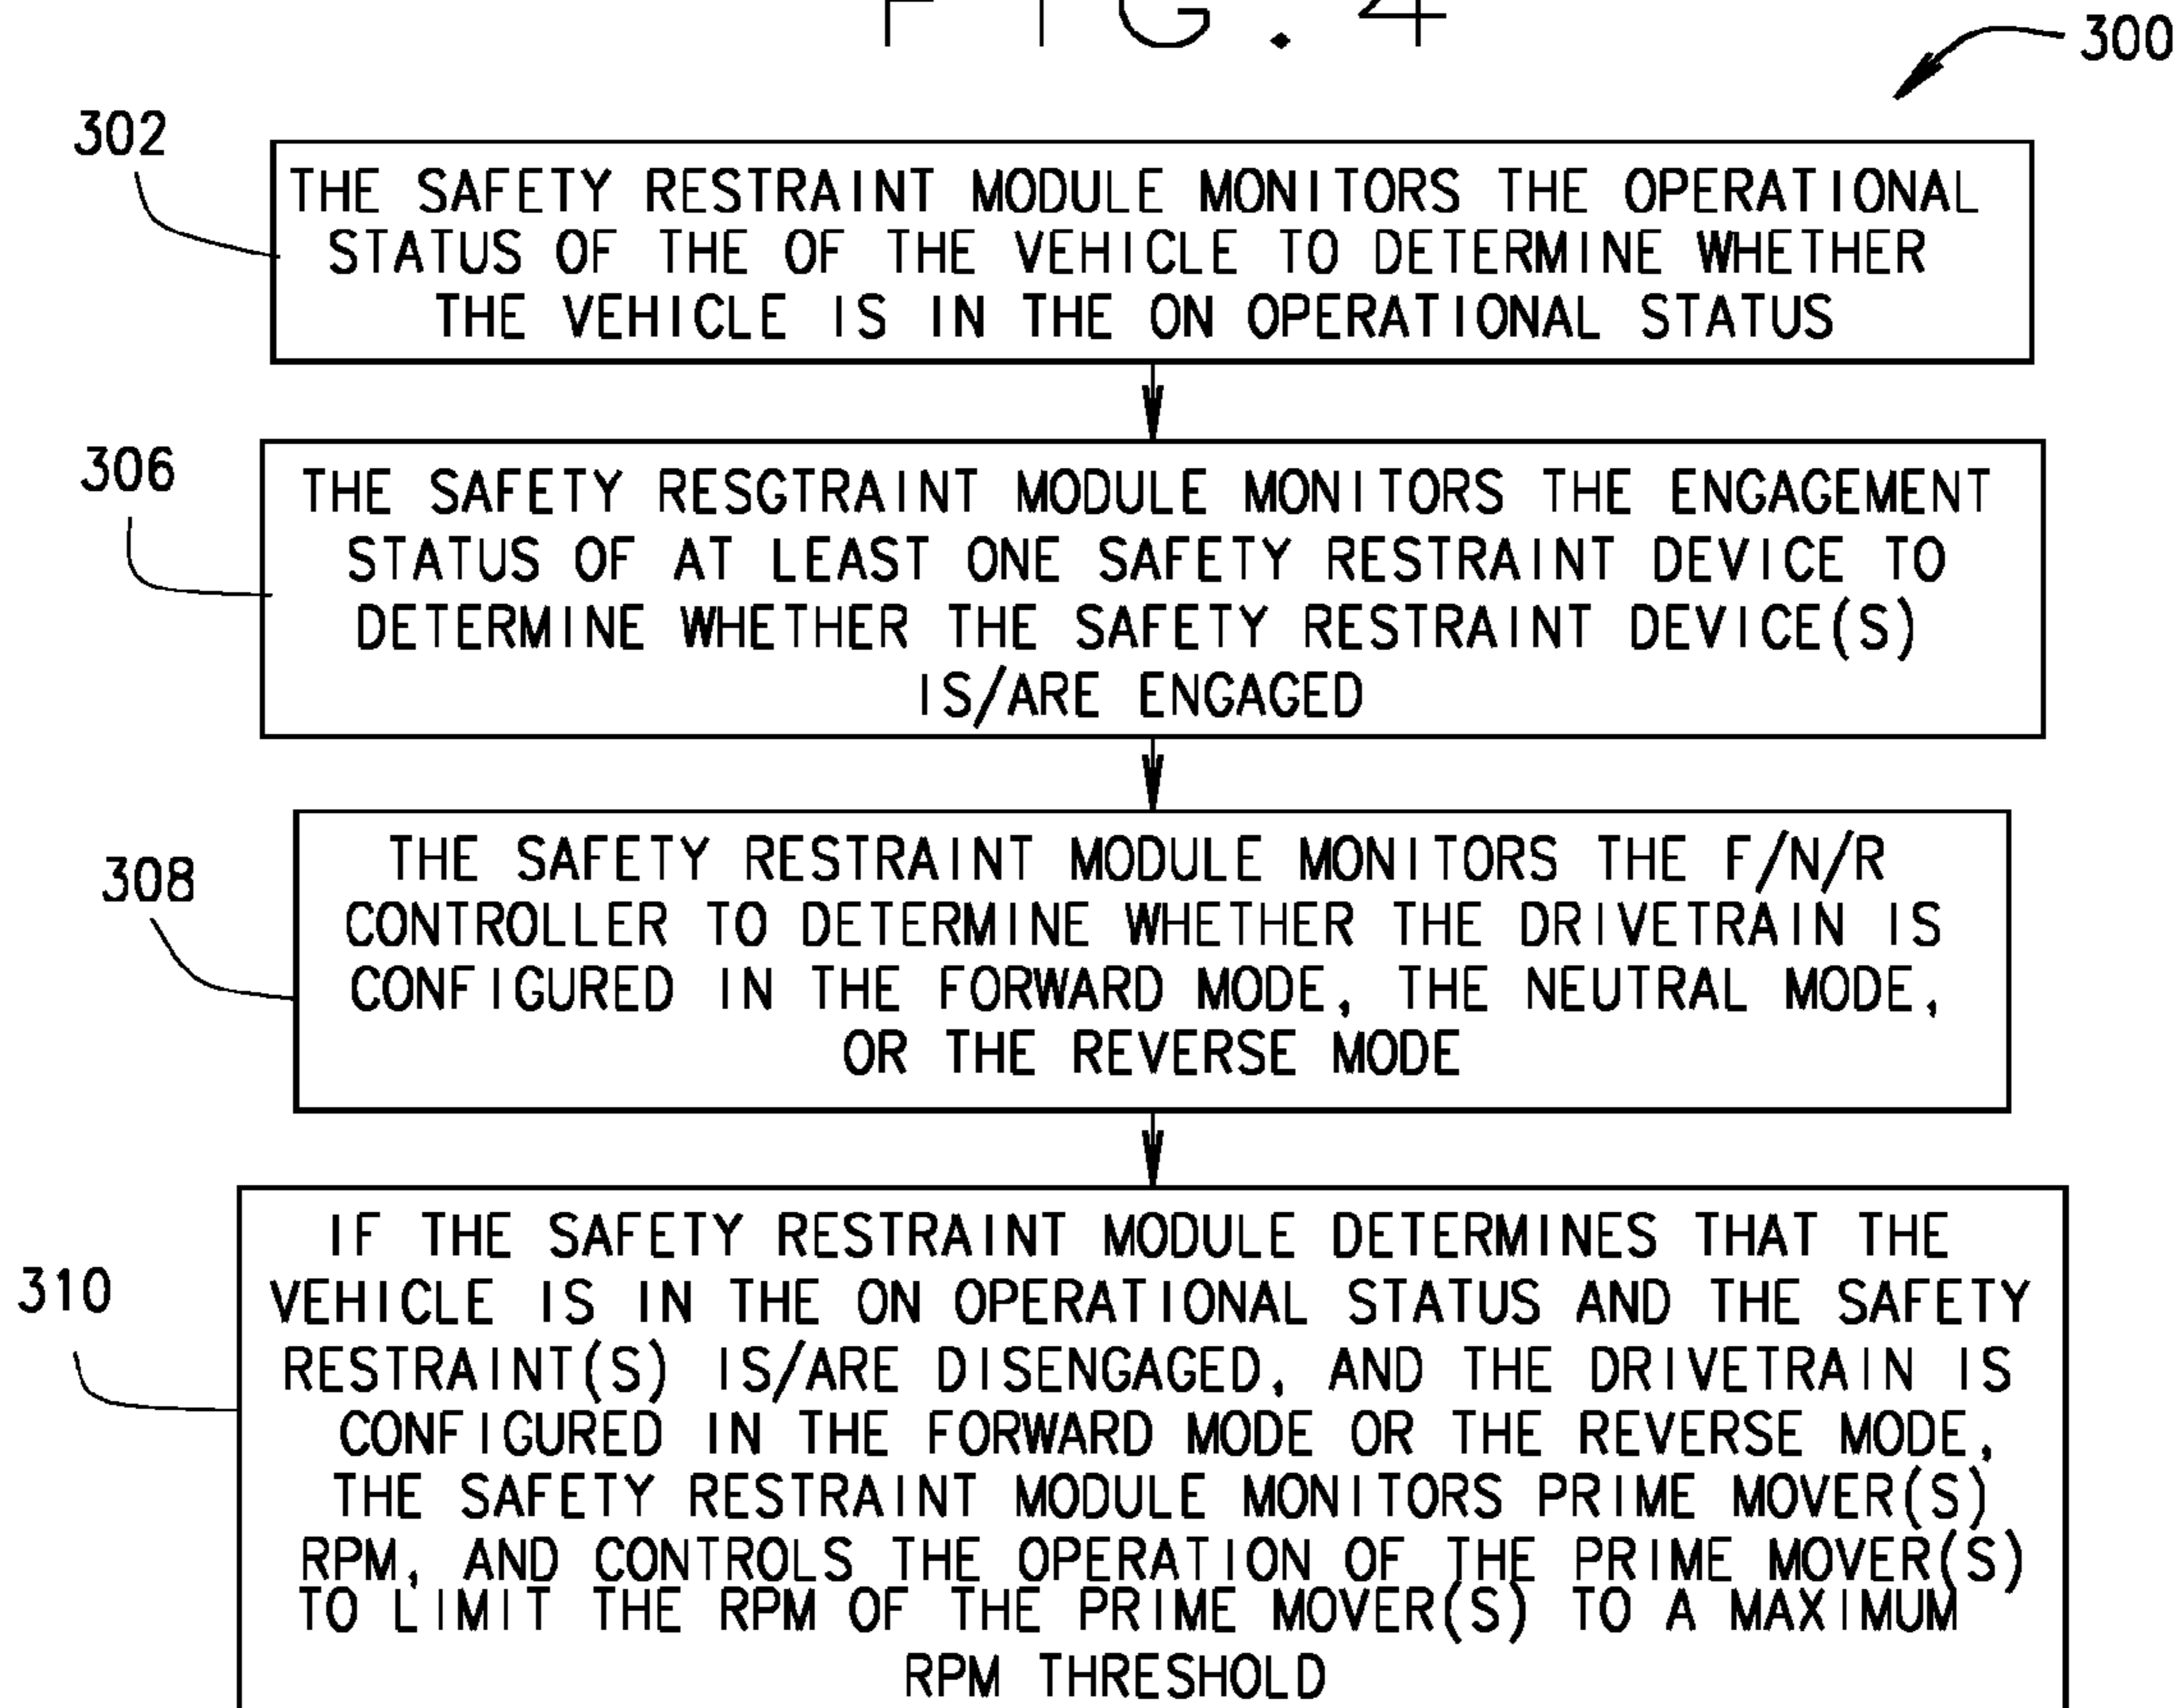 FIG. 4
300
302
THE SAFETY RESTRAINT MODULE MONITORS THE OPERATIONAL
STATUS OF THE OF THE VEHICLE TO DETERMINE WHETHER
THE VEHICLE IS IN THE ON OPERATIONAL STATUS
306
THE SAFETY RESGTRAINT MODULE MONITORS THE ENGAGEMENT
STATUS OF AT LEAST ONE SAFETY RESTRAINT DEVICE TO
DETERMINE WHETHER THE SAFETY RESTRAINT DEVICE(S)
IS/ARE ENGAGED
308
THE SAFETY RESTRAINT MODULE MONITORS THE F/N/R
CONTROLLER TO DETERMINE WHETHER THE DRIVETRAIN IS
CONFIGURED IN THE FORWARD MODE, THE NEUTRAL MODE,
OR THE REVERSE MODE
310
IF THE SAFETY RESTRAINT MODULE DETERMINES THAT THE
VEHICLE IS IN THE ON OPERATIONAL STATUS AND THE SAFETY
RESTRAINT(S) IS/ARE DISENGAGED, AND THE DRIVETRAIN IS
CONFIGURED IN THE FORWARD MODE OR THE REVERSE MODE,
THE SAFETY RESTRAINT MODULE MONITORS PRIME MOVER(S)
RPM, AND CONTROLS THE OPERATION OF THE PRIME MOVER(S)
TO LIMIT THE RPM OF THE PRIME MOVER(S) TO A MAXIMUM
RPM THRESHOLD